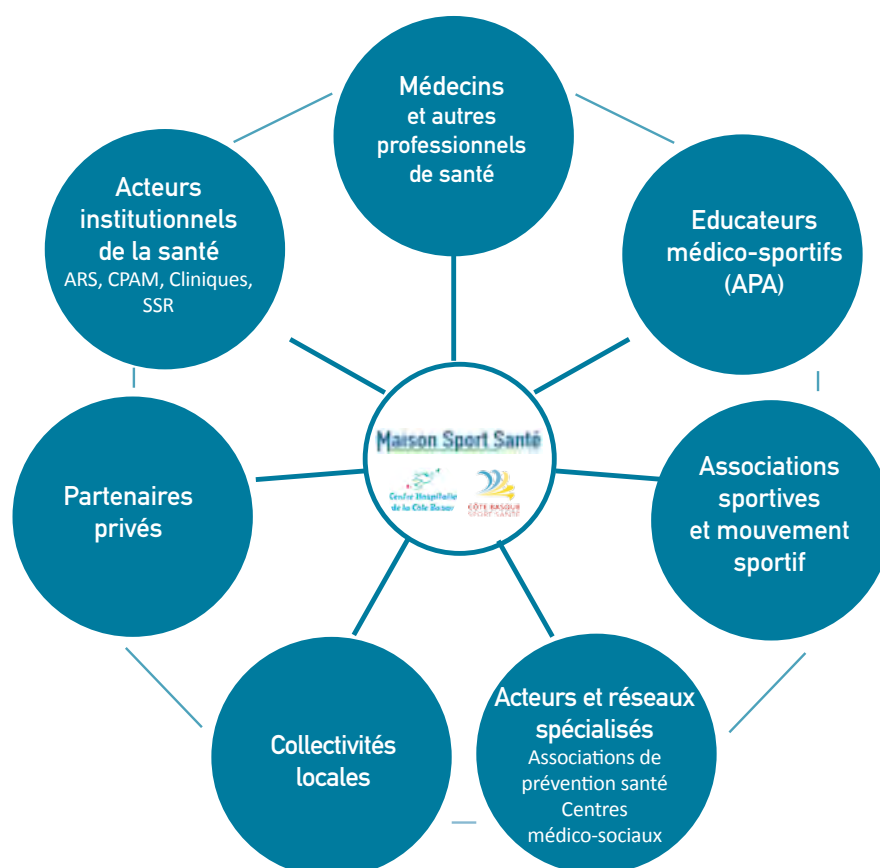 Médecins
et autres
professionnels
de santé
Acteurs
institutionnels
de la santé
ARS, CPAM, Cliniques,
SSR
Educateurs
médico-sportifs
(APA)
Maison Sport Santé
Centre Hospitalie
de la Côte Basqu
CÔTE BASQUE
SPORT SANTÉ
Partenaires
privés
Associations
sportives
et mouvement
sportif
Collectivités
locales
Acteurs et réseaux
spécialisés
Associations de
prévention santé
Centres
médico-sociaux